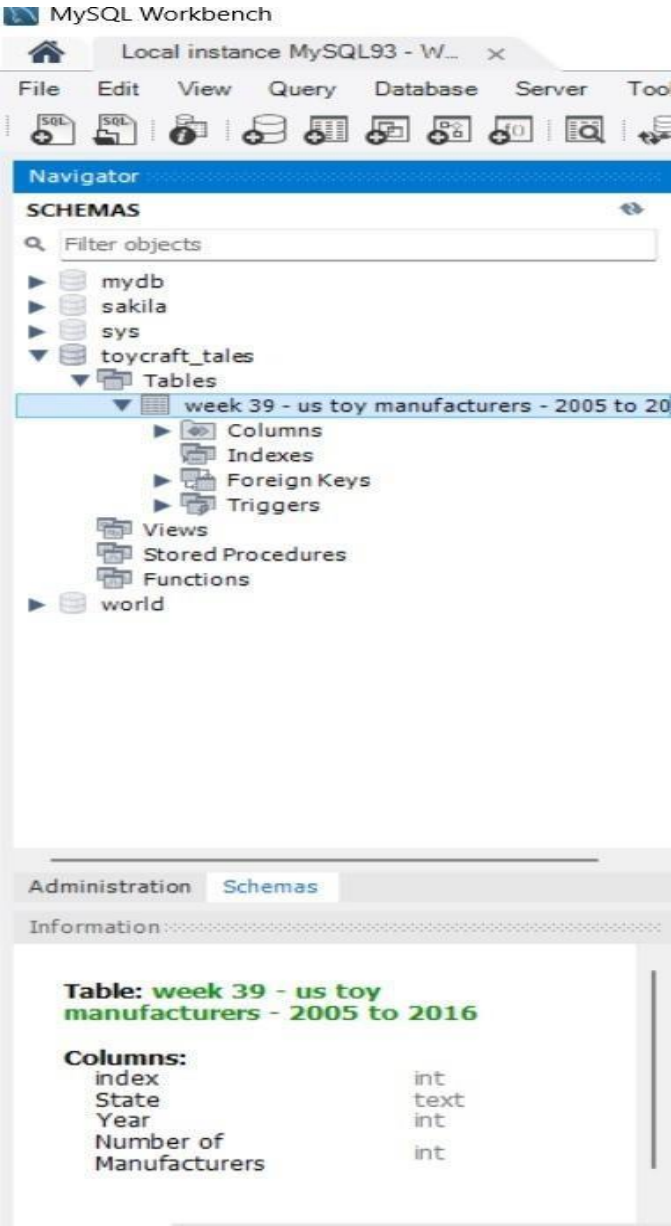 MySQL Workbench
Local instance MySQL93 - W...
File Edit View Query Database Server Tool
Navigator
SCHEMAS
Filter objects
mydb
sakila
sys
toycraft_tales
Tables
week 39 - us toy manufacturers - 2005 to 20
Columns
Indexes
Foreign Keys
Triggers
Views
Stored Procedures
Functions
world
Administration Schemas
Information
Table: week 39 - us toy
manufacturers - 2005 to 2016
Columns:
index int
State text
Year int
Number of
Manufacturers int